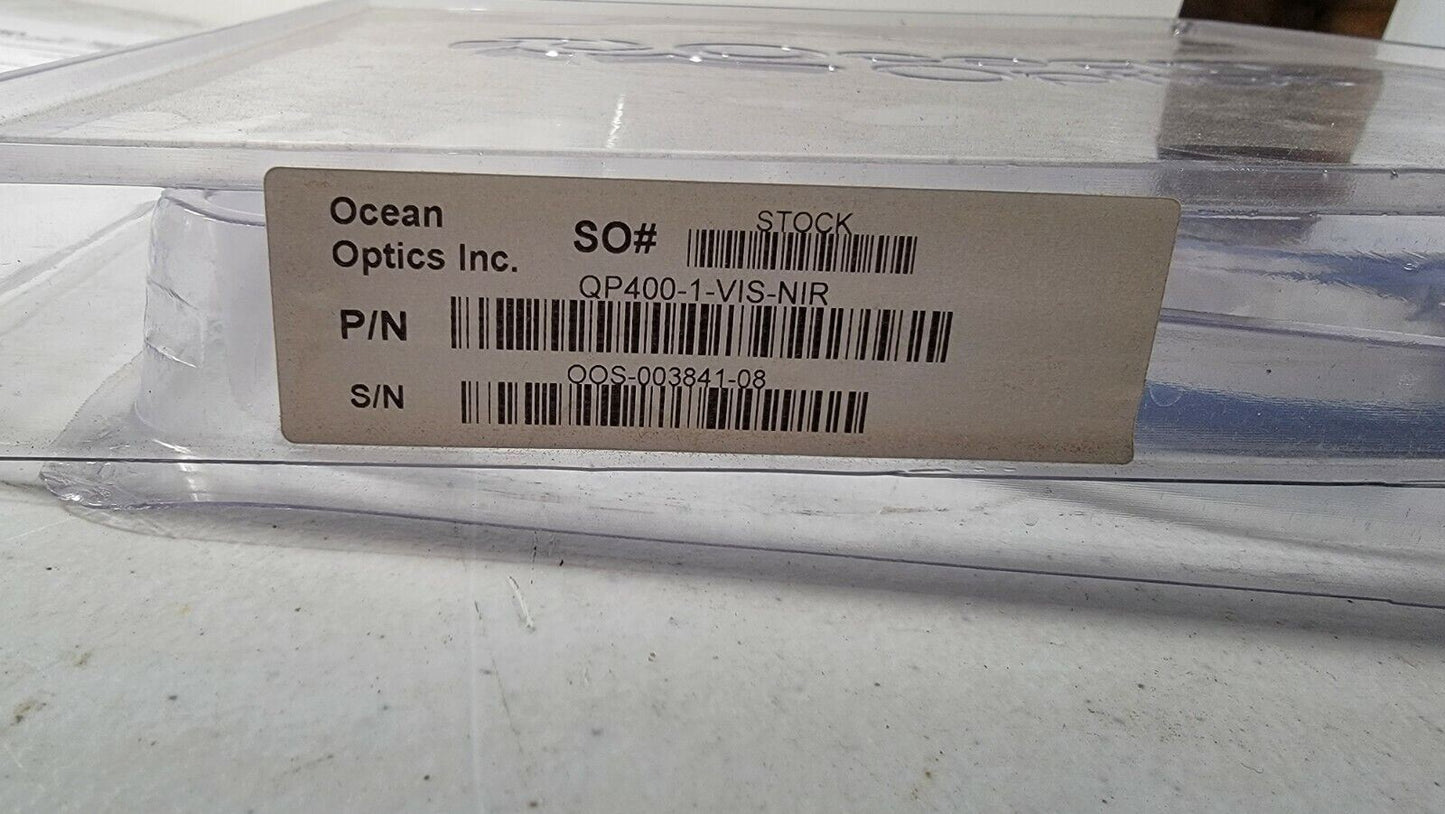 Ocean
Optics Inc.
SO#
STOCK
QP400-1-VIS-NIR
P/N
OOS-003841-08
S/N